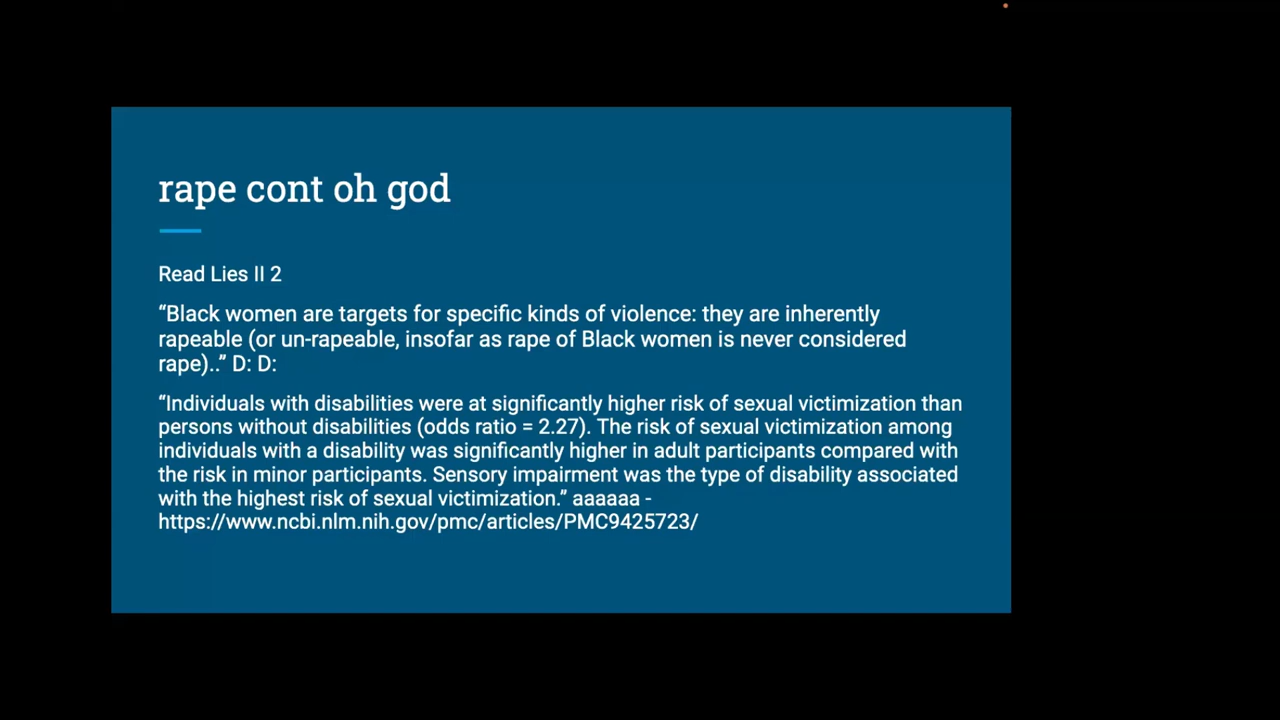 rape cont oh god
Read Lies II 2
“Black women are targets for specific kinds of violence: they are inherently
rapeable (or un-rapeable, insofar as rape of Black women is never considered
rape)..” D: D:
“Individuals with disabilities were at significantly higher risk of sexual victimization than
persons without disabilities (odds ratio = 2.27). The risk of sexual victimization among
individuals with a disability was significantly higher in adult participants compared with
the risk in minor participants. Sensory impairment was the type of disability associated
with the highest risk of sexual victimization.” aaaaaa -
https://www.ncbi.nlm.nih.gov/pmc/articles/PMC9425723/